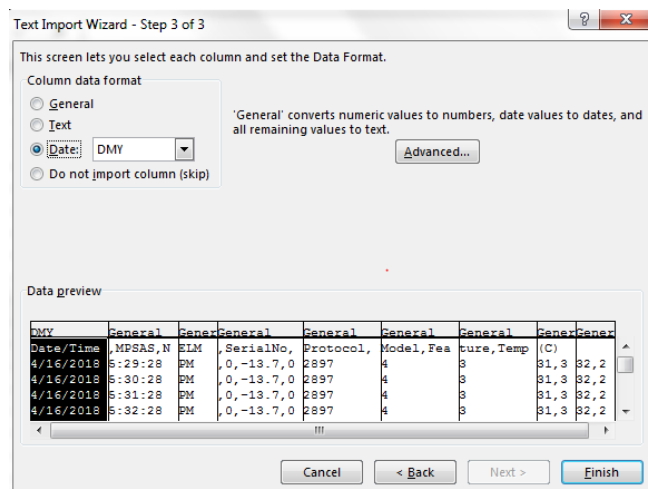 Text Import Wizard - Step 3 of 3
This screen lets you select each column and set the Data Format.
Column data format
General
Text
Date: DMY
Do not import column (skip)
'General' converts numeric values to numbers, date values to dates, and
all remaining values to text.
Advanced...
Data preview
DMY General Gener General General General General Gener Gener
Date/Time ,MPSAS,N ELM ,SerialNo, Protocol, Model,Fea ture,Temp (C)
4/16/2018 5:29:28 PM ,0,-13.7,0 2897 4 3 31,3 32,2
4/16/2018 5:30:28 PM ,0,-13.7,0 2897 4 3 31,3 32,2
4/16/2018 5:31:28 PM ,0,-13.7,0 2897 4 3 31,3 32,2
4/16/2018 5:32:28 PM ,0,-13.7,0 2897 4 3 31,3 32,2
Cancel < Back Next > Finish